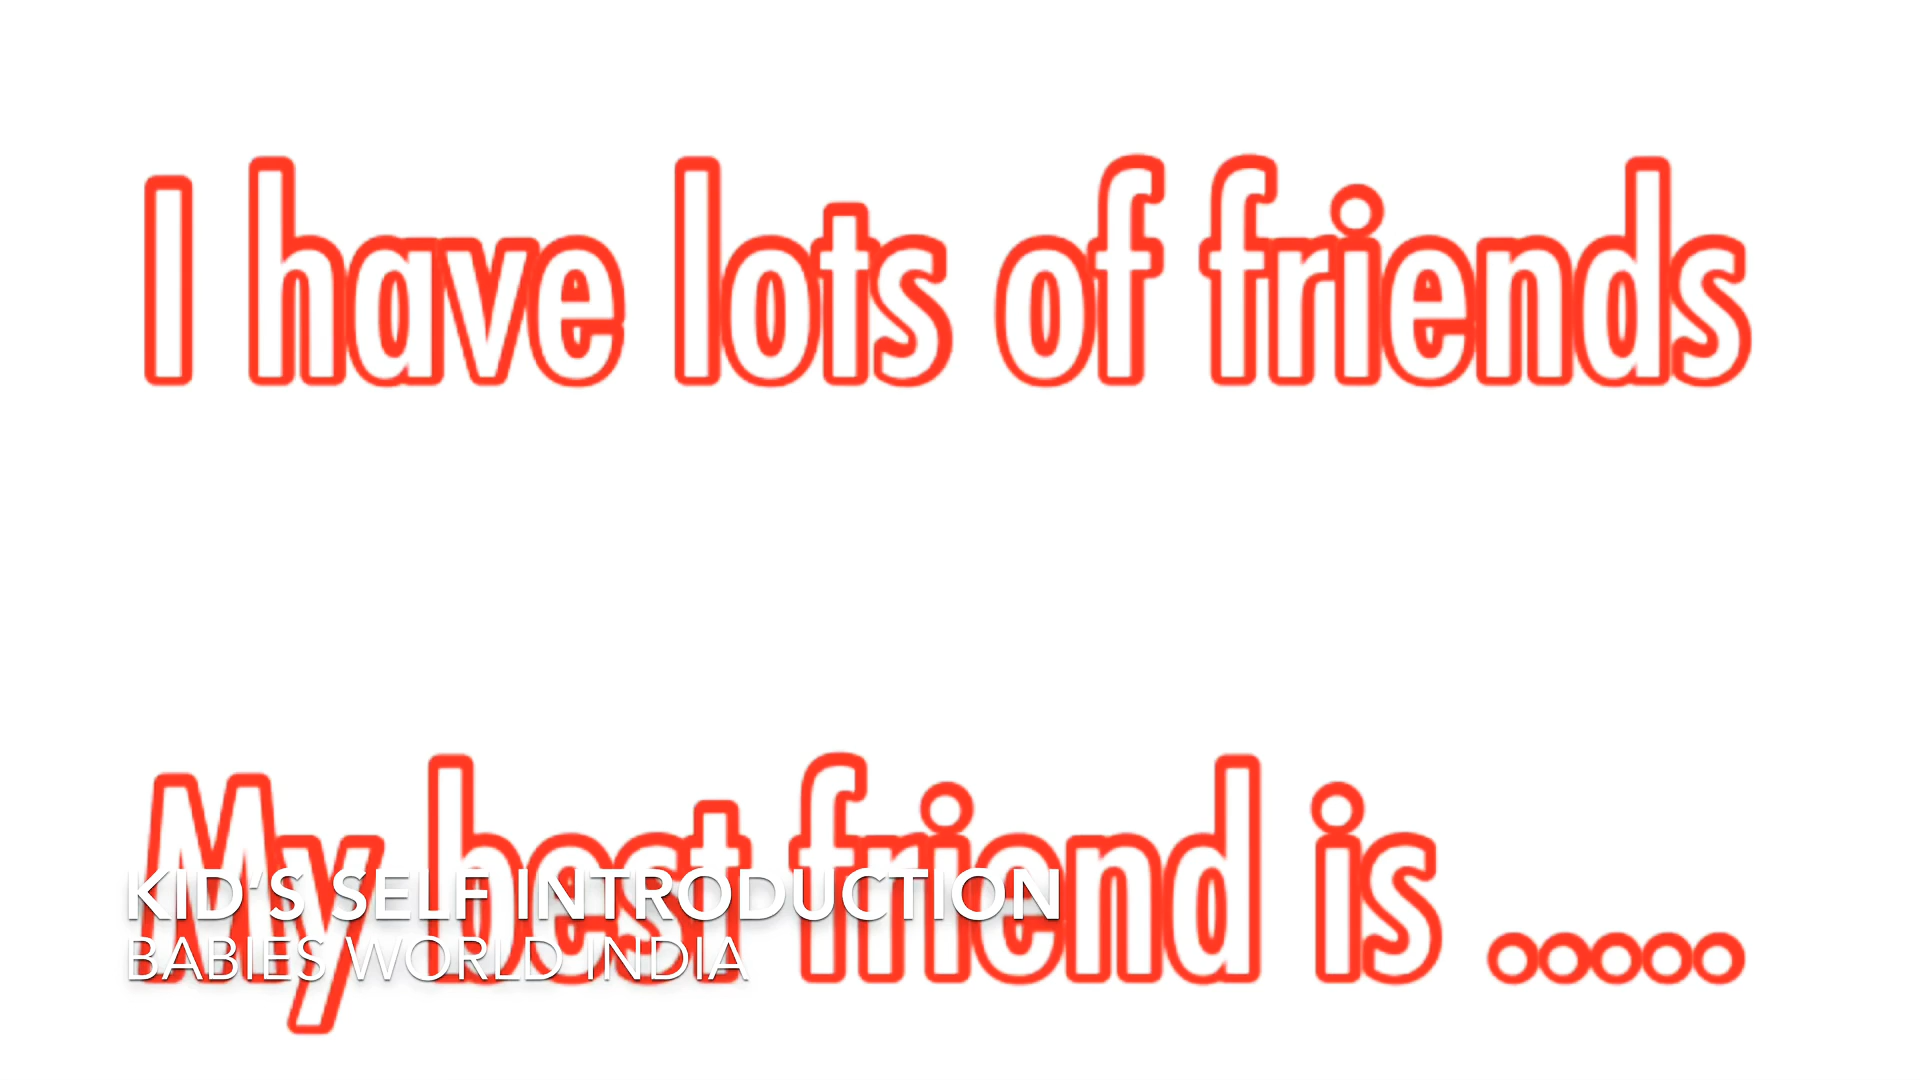 I have lots of friends
My best friend is .....
KID'S SELF INTRODUCTION
BABIES WORLD INDIA